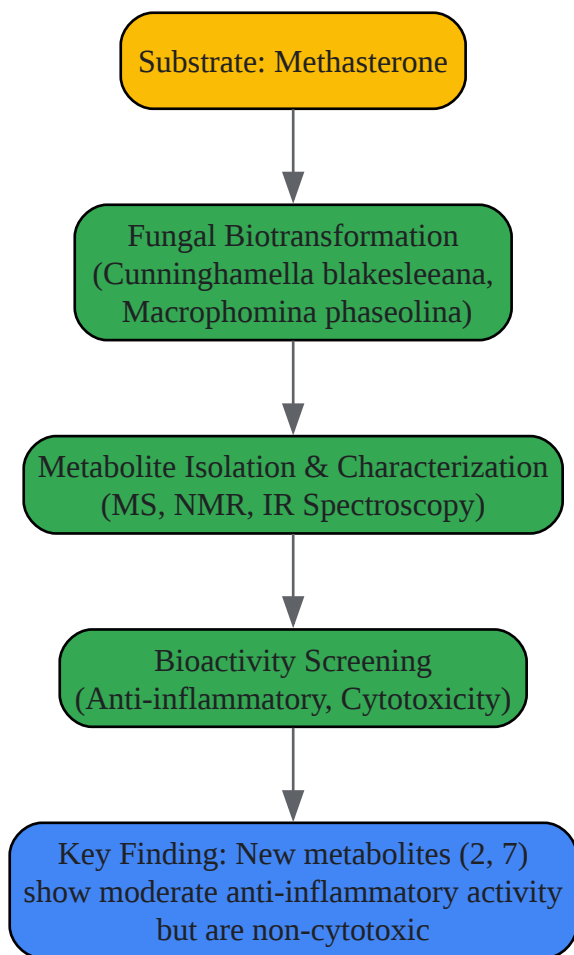 Substrate: Methasterone
Fungal Biotransformation
(Cunninghamella blakesleeana,
Macrophomina phaseolina)
Metabolite Isolation & Characterization
(MS, NMR, IR Spectroscopy)
Bioactivity Screening
(Anti-inflammatory, Cytotoxicity)
Key Finding: New metabolites (2, 7)
show moderate anti-inflammatory activity
but are non-cytotoxic